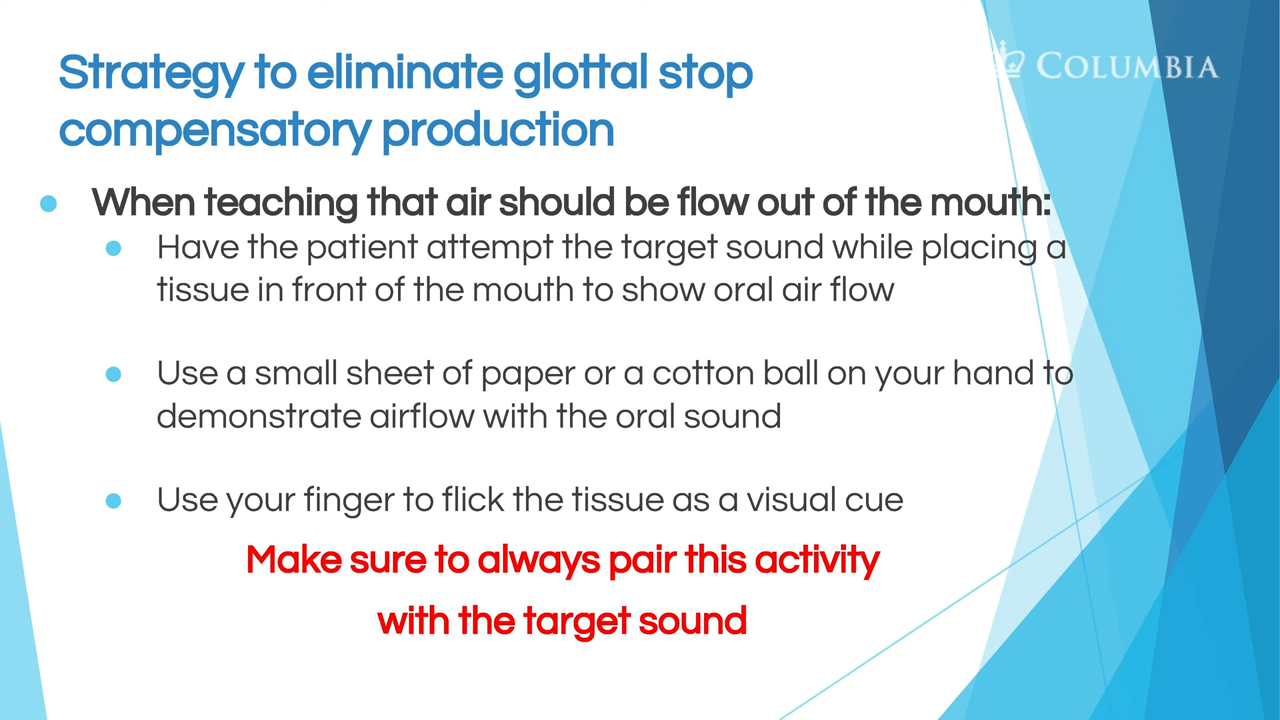 Strategy to eliminate glottal stop
compensatory production
COLUMBIA
When teaching that air should be flow out of the mouth:
Have the patient attempt the target sound while placing a
tissue in front of the mouth to show oral air flow
Use a small sheet of paper or a cotton ball on your hand to
demonstrate airflow with the oral sound
Use your finger to flick the tissue as a visual cue
Make sure to always pair this activity
with the target sound